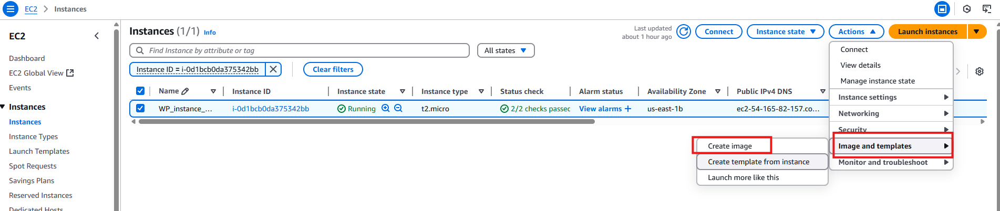 EC2 Instances
EC2
Dashboard
EC2 Global View
Events
Instances
Instances
Instance Types
Launch Templates
Spot Requests
Savings Plans
Reserved Instances
Dedicated Hosts
Instances (1/1) Info
Last updated
about 1 hour ago
Connect
Instance state
Actions
Launch instances
Find Instance by attribute or tag
All states
Instance ID = i-0d1bcb0da375342bb
Clear filters
Name Instance ID Instance state Instance type Status check Alarm status Availability Zone Public IPv4 DNS
WP_instance_... i-0d1bcb0da375342bb Running t2.micro 2/2 checks passec View alarms + us-east-1b ec2-54-165-82-157.co...
Connect
View details
Manage instance state
Instance settings
Networking
Security
Image and templates
Monitor and troubleshoot
Create image
Create template from instance
Launch more like this